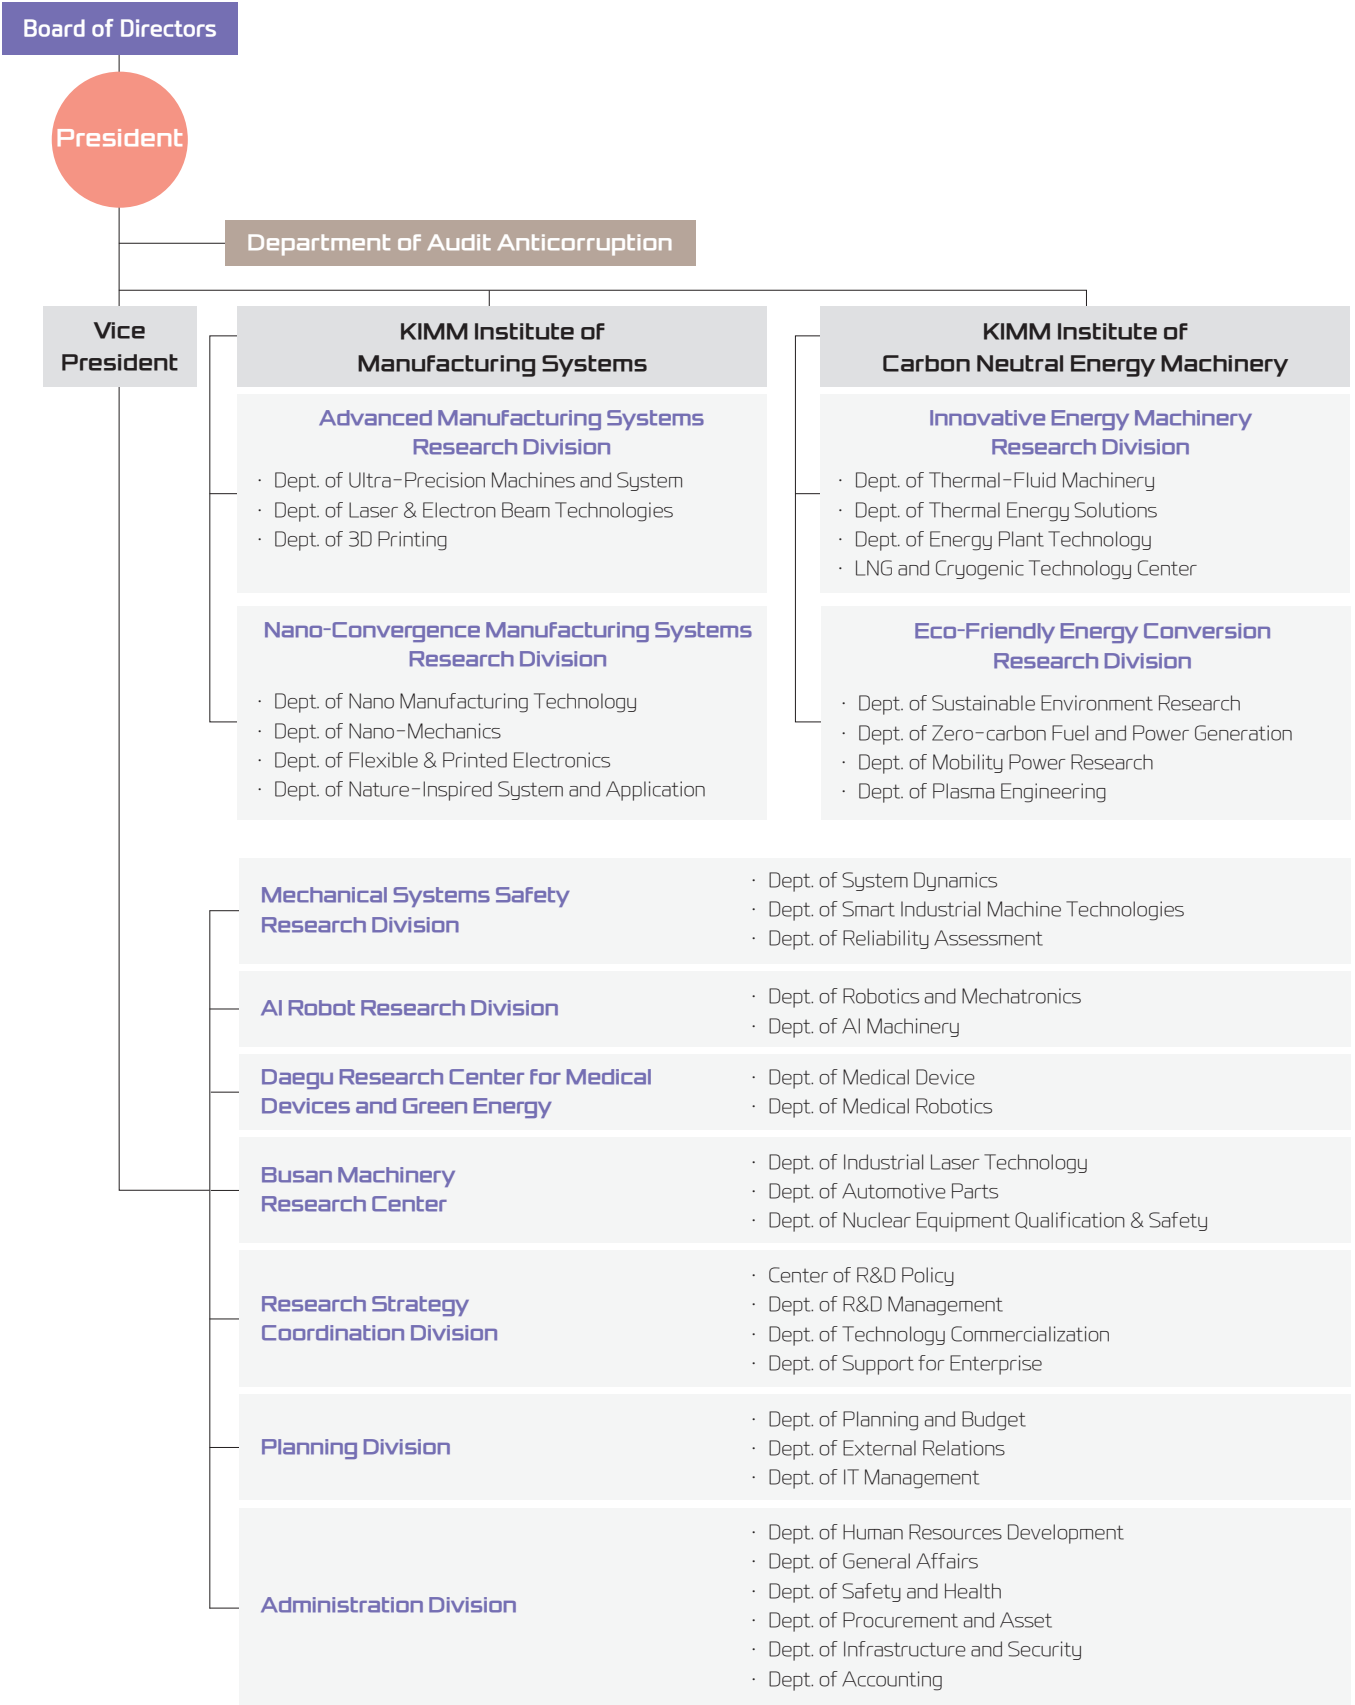 Board of Directors
President
Department of Audit Anticorruption
Vice
President
KIMM Institute of
Manufacturing Systems
Advanced Manufacturing Systems
Research Division
· Dept. of Ultra-Precision Machines and System
· Dept. of Laser & Electron Beam Technologies
· Dept. of 3D Printing
Nano-Convergence Manufacturing Systems
Research Division
· Dept. of Nano Manufacturing Technology
· Dept. of Nano-Mechanics
· Dept. of Flexible & Printed Electronics
· Dept. of Nature-Inspired System and Application
KIMM Institute of
Carbon Neutral Energy Machinery
Innovative Energy Machinery
Research Division
· Dept. of Thermal-Fluid Machinery
· Dept. of Thermal Energy Solutions
· Dept. of Energy Plant Technology
· LNG and Cryogenic Technology Center
Eco-Friendly Energy Conversion
Research Division
· Dept. of Sustainable Environment Research
· Dept. of Zero-carbon Fuel and Power Generation
· Dept. of Mobility Power Research
· Dept. of Plasma Engineering
Mechanical Systems Safety
Research Division
· Dept. of System Dynamics
· Dept. of Smart Industrial Machine Technologies
· Dept. of Reliability Assessment
AI Robot Research Division
· Dept. of Robotics and Mechatronics
· Dept. of AI Machinery
Daegu Research Center for Medical
Devices and Green Energy
· Dept. of Medical Device
· Dept. of Medical Robotics
Busan Machinery
Research Center
· Dept. of Industrial Laser Technology
· Dept. of Automotive Parts
· Dept. of Nuclear Equipment Qualification & Safety
Research Strategy
Coordination Division
· Center of R&D Policy
· Dept. of R&D Management
· Dept. of Technology Commercialization
· Dept. of Support for Enterprise
Planning Division
· Dept. of Planning and Budget
· Dept. of External Relations
· Dept. of IT Management
Administration Division
· Dept. of Human Resources Development
· Dept. of General Affairs
· Dept. of Safety and Health
· Dept. of Procurement and Asset
· Dept. of Infrastructure and Security
· Dept. of Accounting